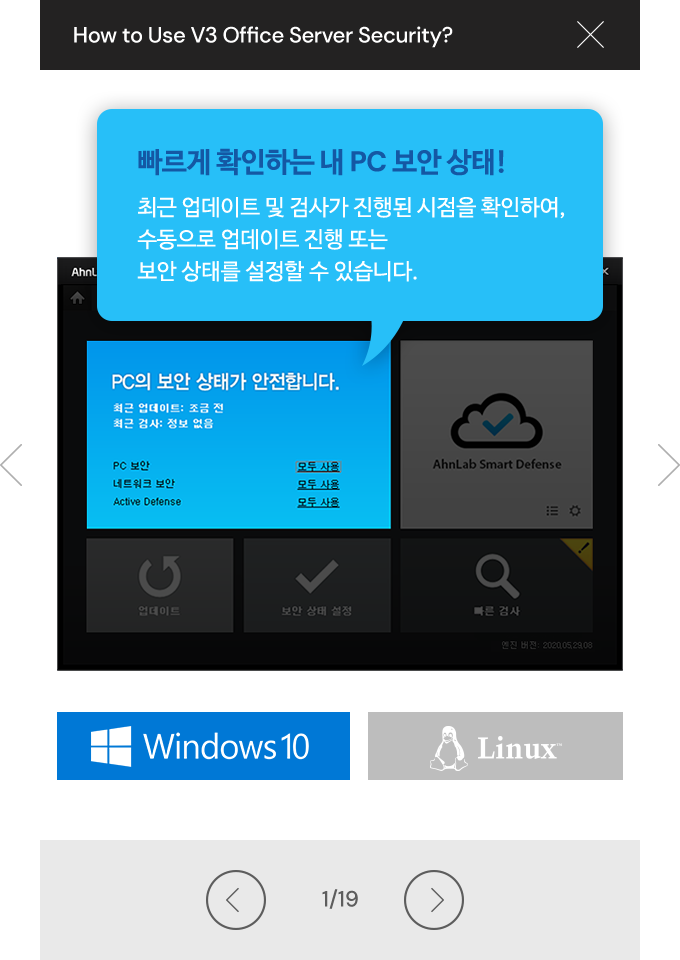 How to Use V3 Office Server Security?
빠르게 확인하는 내 PC 보안 상태!
최근 업데이트 및 검사가 진행된 시점을 확인하여,
수동으로 업데이트 진행 또는
보안 상태를 설정할 수 있습니다.
AhnL
PC의 보안 상태가 안전합니다.
최근 업데이트: 조금 전
최근 검사: 정보 없음
PC 보안 모두 사용
네트워크 보안 모두 사용
Active Defense 모두 사용
AhnLab Smart Defense
업데이트
보안 상태 설정
빠른 검사
엔진 버전: 2020.05.29.03
Windows 10
Linux™
1/19